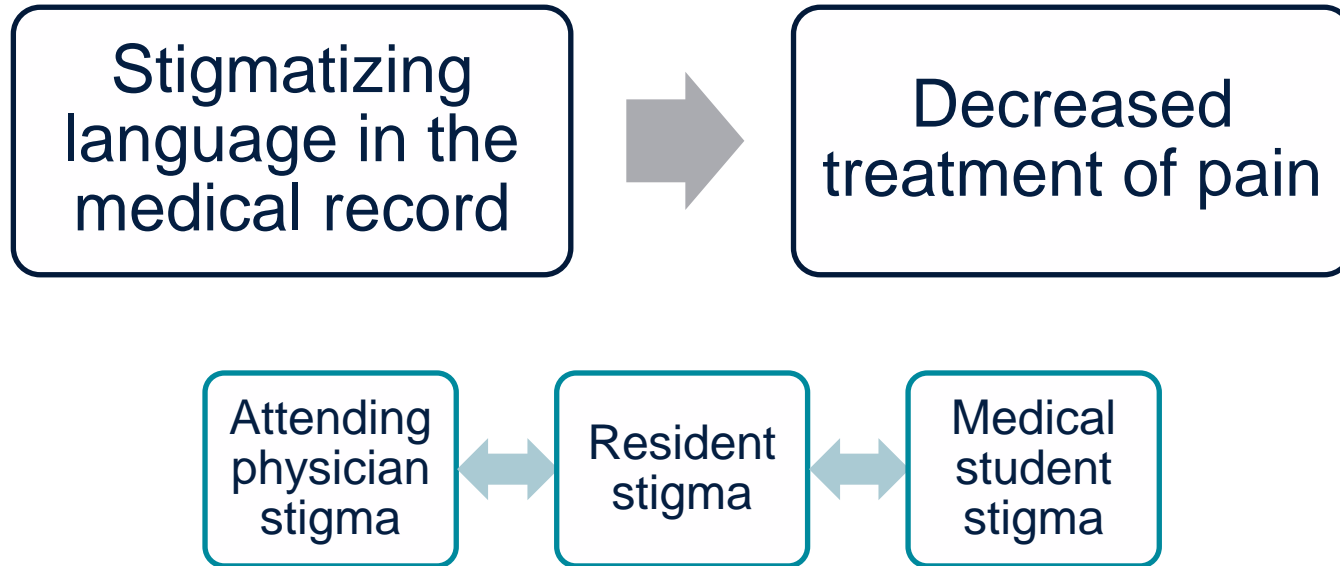 Stigmatizing
language in the
medical record
Decreased
treatment of pain
Attending
physician
stigma
Resident
stigma
Medical
student
stigma